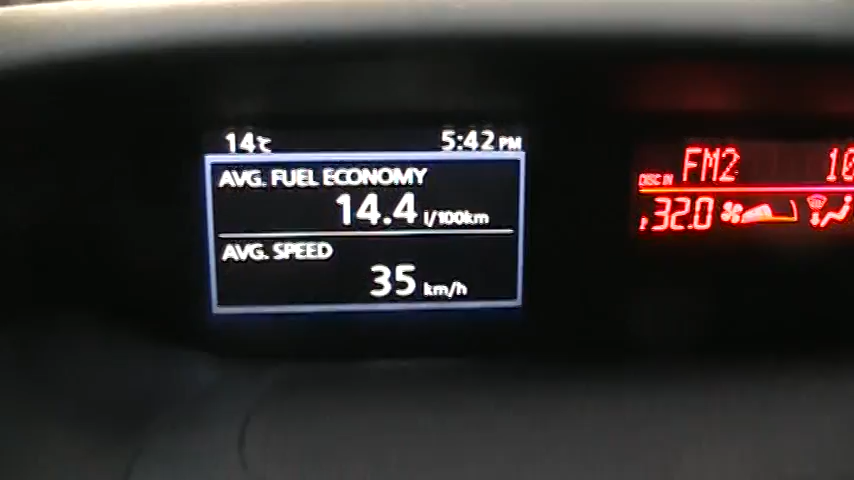 14℃ 5:42 PM
AVG. FUEL ECONOMY
14.4 l/100km
AVG. SPEED
35 km/h
DISC IN FM2 10
32.0